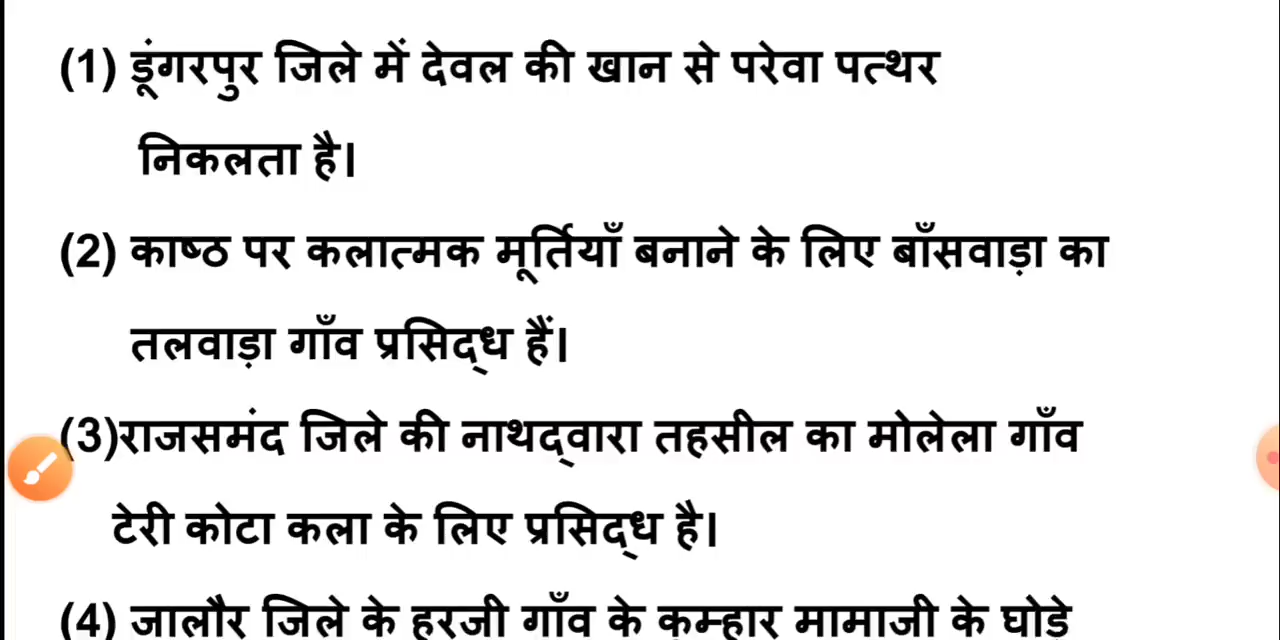 (1) डूंगरपुर जिले में देवल की खान से परेवा पत्थर
निकलता है।
(2) काष्ठ पर कलात्मक मूर्तियाँ बनाने के लिए बाँसवाड़ा का
तलवाड़ा गाँव प्रसिद्ध हैं।
(3)राजसमंद जिले की नाथद्वारा तहसील का मोलेला गाँव
टेरी कोटा कला के लिए प्रसिद्ध है।
(4) जालौर जिले के हरजी गाँव के कुम्हार मामाजी के घोड़े